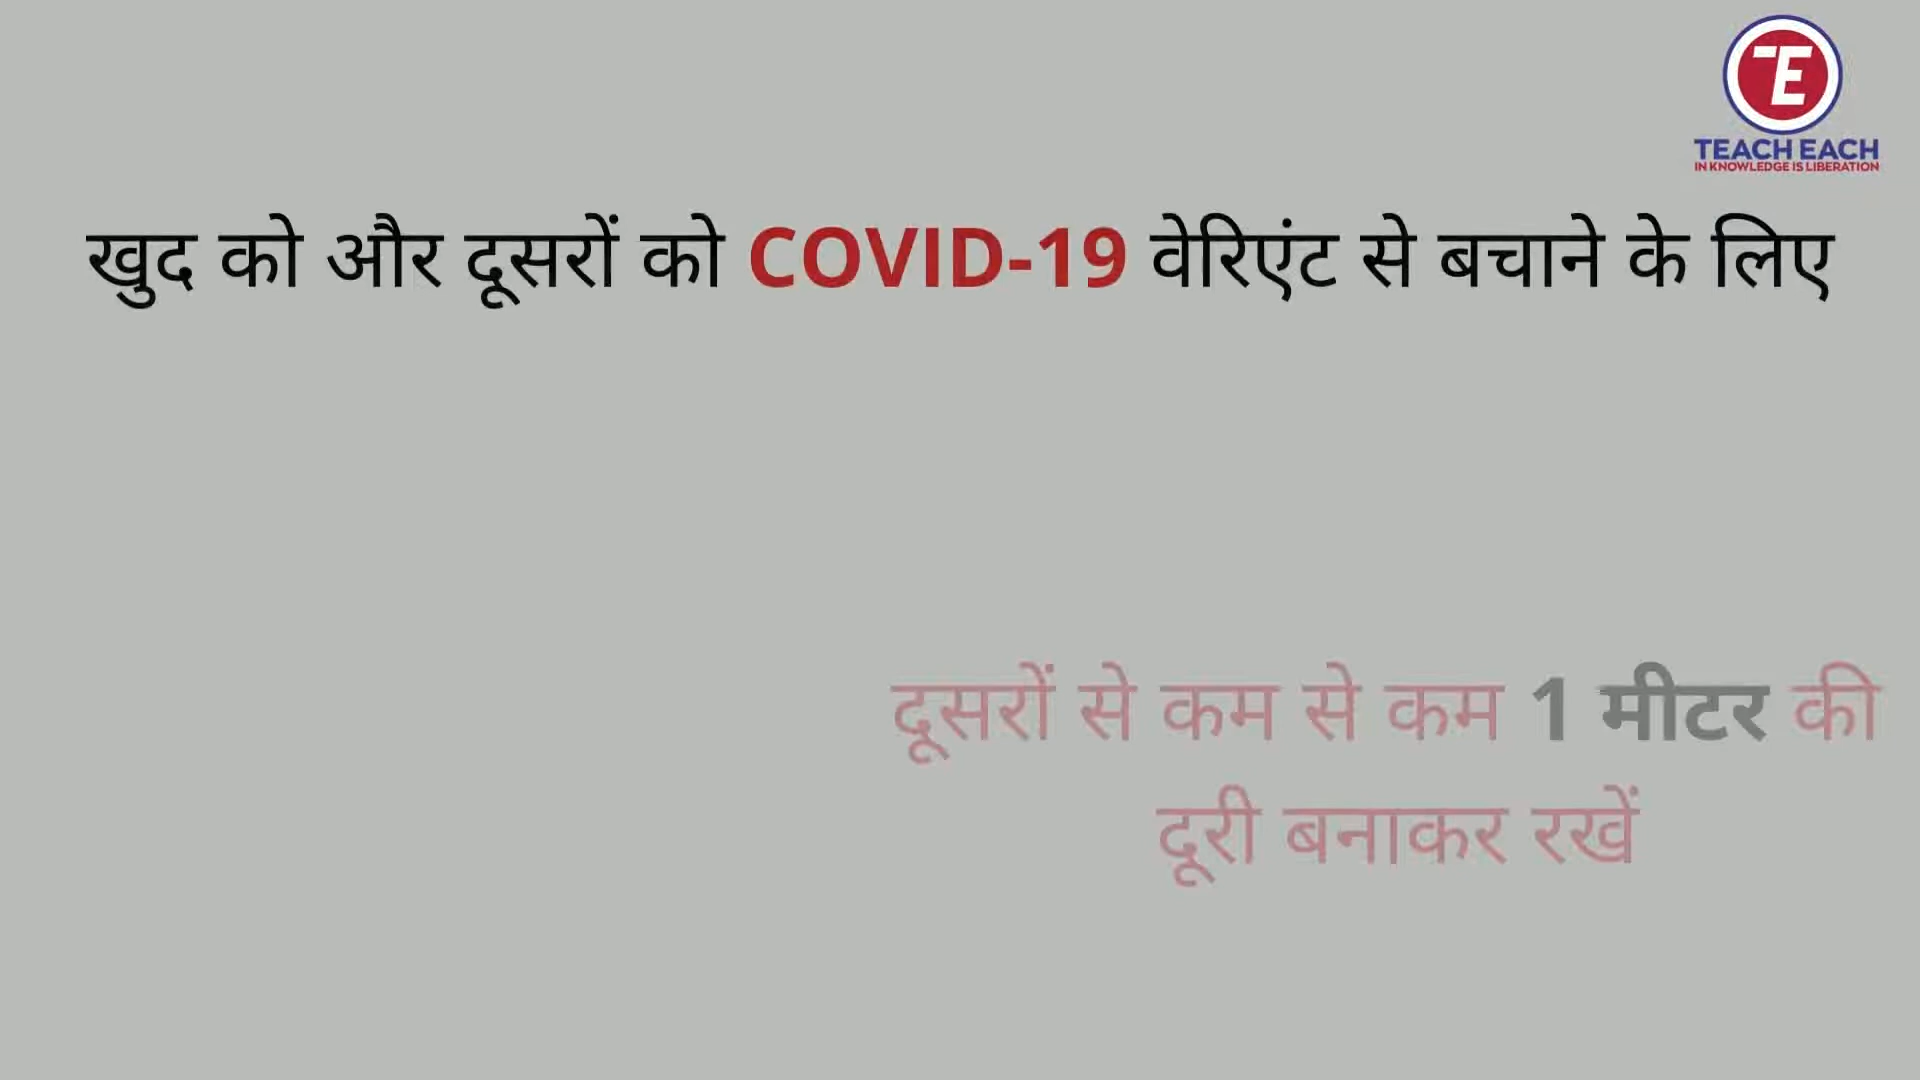 TE
TEACH EACH
IN KNOWLEDGE IS LIBERATION
खुद को और दूसरों को COVID-19 वेरिएंट से बचाने के लिए
दूसरों से कम से कम 1 मीटर की
दूरी बनाकर रखें